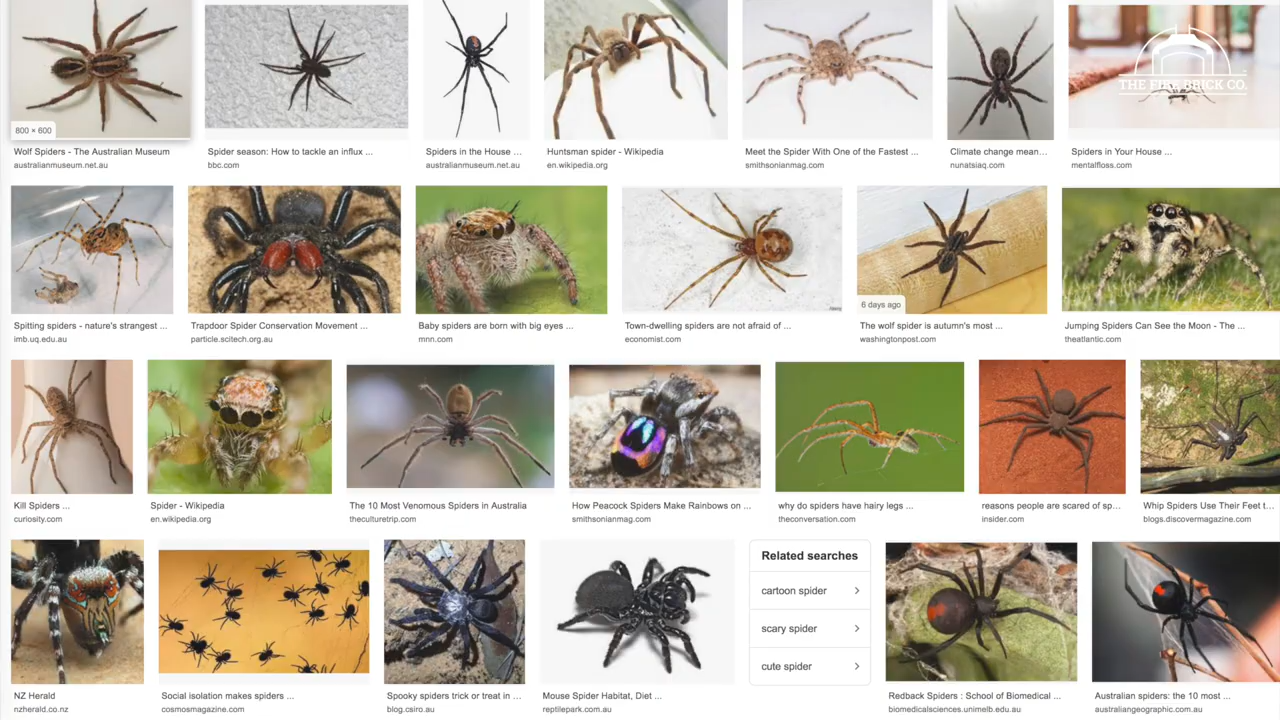 THE FIRE BRICK CO.
800 × 600
Wolf Spiders - The Australian Museum
australianmuseum.net.au
Spider season: How to tackle an influx ...
bbc.com
Spiders in the House ...
australianmuseum.net.au
Huntsman spider - Wikipedia
en.wikipedia.org
Meet the Spider With One of the Fastest ...
smithsonianmag.com
Climate change mean...
nunatsiaq.com
Spiders in Your House ...
mentalfloss.com
Spitting spiders - nature's strangest ...
imb.uq.edu.au
Trapdoor Spider Conservation Movement ...
particle.scitech.org.au
Baby spiders are born with big eyes ...
mnn.com
Town-dwelling spiders are not afraid of ...
economist.com
6 days ago
The wolf spider is autumn's most ...
washingtonpost.com
Jumping Spiders Can See the Moon - The ...
theatlantic.com
Kill Spiders ...
curiosity.com
Spider - Wikipedia
en.wikipedia.org
The 10 Most Venomous Spiders in Australia
theculturetrip.com
How Peacock Spiders Make Rainbows on ...
smithsonianmag.com
why do spiders have hairy legs ...
theconversation.com
reasons people are scared of sp...
insider.com
Whip Spiders Use Their Feet t...
blogs.discovermagazine.com
NZ Herald
nzherald.co.nz
Social isolation makes spiders ...
cosmosmagazine.com
Spooky spiders trick or treat in ...
blog.csiro.au
Mouse Spider Habitat, Diet ...
reptilepark.com.au
Related searches
cartoon spider
scary spider
cute spider
Redback Spiders : School of Biomedical ...
biomedicalsciences.unimelb.edu.au
Australian spiders: the 10 most ...
australiangeographic.com.au